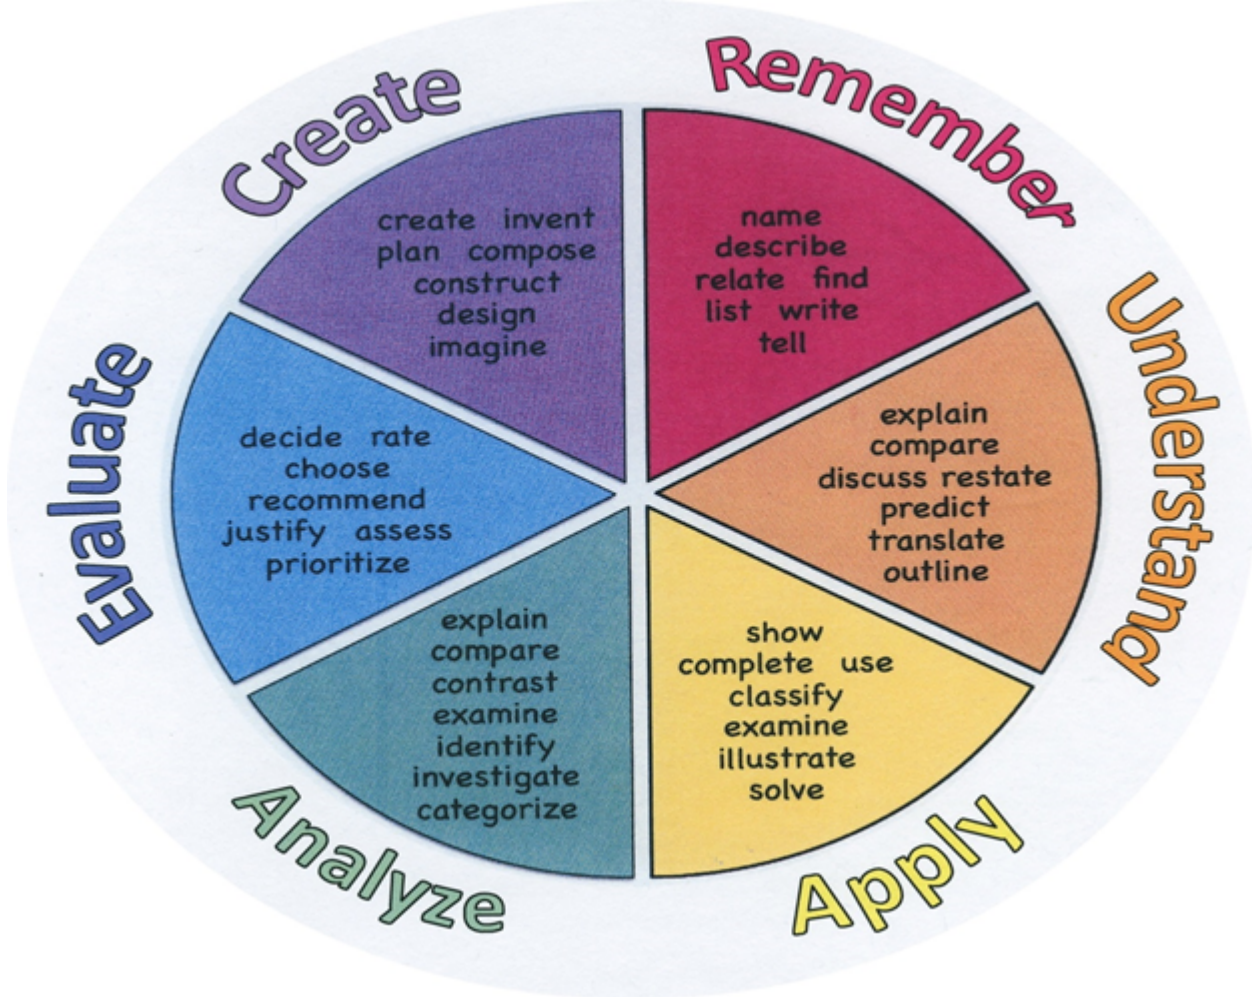 Remember
name
describe
relate find
list write
tell
Understand
explain
compare
discuss restate
predict
translate
outline
Apply
show
complete use
classify
examine
illustrate
solve
Analyze
explain
compare
contrast
examine
identify
investigate
categorize
Evaluate
decide rate
choose
recommend
justify assess
prioritize
Create
create invent
plan compose
construct
design
imagine